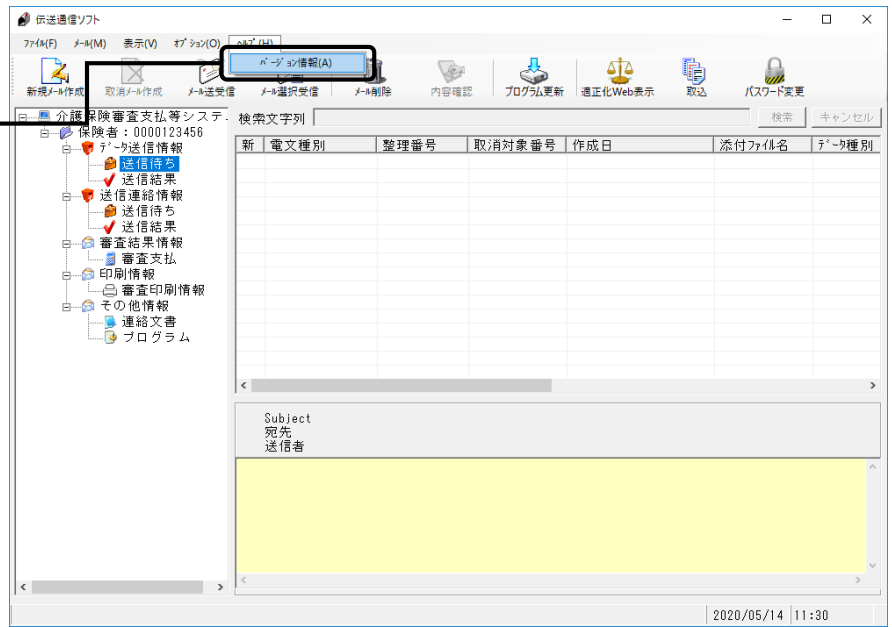 伝送通信ソフト
ﾌｧｲﾙ(F) ﾒｰﾙ(M) 表示(V) ｵﾌﾟｼｮﾝ(O) ﾍﾙﾌﾟ(H)
ﾊﾞｰｼﾞｮﾝ情報(A)
新規ﾒｰﾙ作成 取消ﾒｰﾙ作成 ﾒｰﾙ送受信 ﾒｰﾙ選択受信 ﾒｰﾙ削除 内容確認 ﾌﾟﾛｸﾞﾗﾑ更新 適正化Web表示 取込 ﾊﾟｽﾜｰﾄﾞ変更
介護保険審査支払等システ
保険者：0000123456
ﾃﾞｰﾀ送信情報
送信待ち
送信結果
送信連絡情報
送信待ち
送信結果
審査結果情報
審査支払
印刷情報
審査印刷情報
その他情報
連絡文書
プログラム
検索文字列 検索 キャンセル
新 電文種別 整理番号 取消対象番号 作成日 添付ﾌｧｲﾙ名 ﾃﾞｰﾀ種別
Subject
宛先
送信者
2020/05/14 11:30